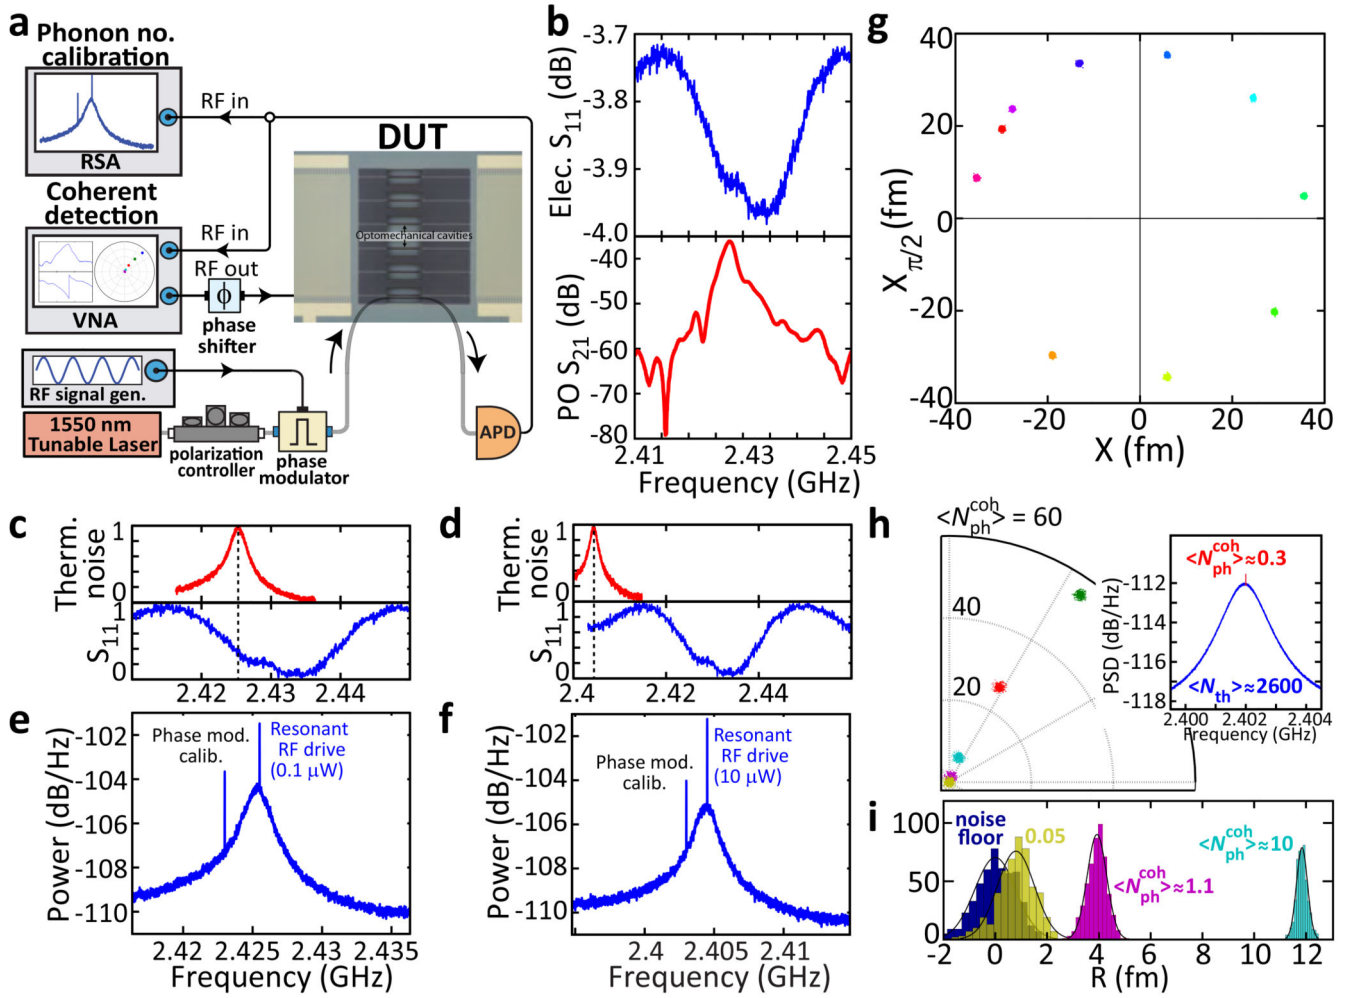 a
Phonon no.
calibration
RSA
RF in
Coherent
detection
VNA
RF in
RF out
ϕ
phase
shifter
DUT
Optomechanical cavities
RF signal gen.
1550 nm
Tunable Laser
polarization
controller
phase
modulator
APD
b
Elec. S11 (dB)
-3.7
-3.8
-3.9
-4.0
PO S21 (dB)
-50
-60
-70
-80
2.41
2.43
2.45
Frequency (GHz)
g
Xπ/2 (fm)
40
20
0
-20
-40
-40
-20
0
20
40
X (fm)
c
Therm.
noise
1
0
S11
1
0
2.42
2.43
2.44
d
Therm.
noise
1
0
S11
1
0
2.4
2.42
2.44
e
Power (dB/Hz)
-102
-104
-106
-108
-110
Phase mod.
calib.
Resonant
RF drive
(0.1 μW)
2.42
2.425
2.43
2.435
Frequency (GHz)
f
Power (dB/Hz)
-102
-104
-106
-108
-110
Phase mod.
calib.
Resonant
RF drive
(10 μW)
2.4
2.405
2.41
Frequency (GHz)
h
<Nphcoh> = 60
40
20
PSD (dB/Hz)
-112
-114
-116
-118
<Nphcoh>≈0.3
<Nth>≈2600
2.400
2.402
2.404
Frequency (GHz)
i
100
50
0
noise
floor
0.05
<Nphcoh>≈1.1
<Nphcoh>≈10
-2
0
2
4
6
8
10
12
R (fm)